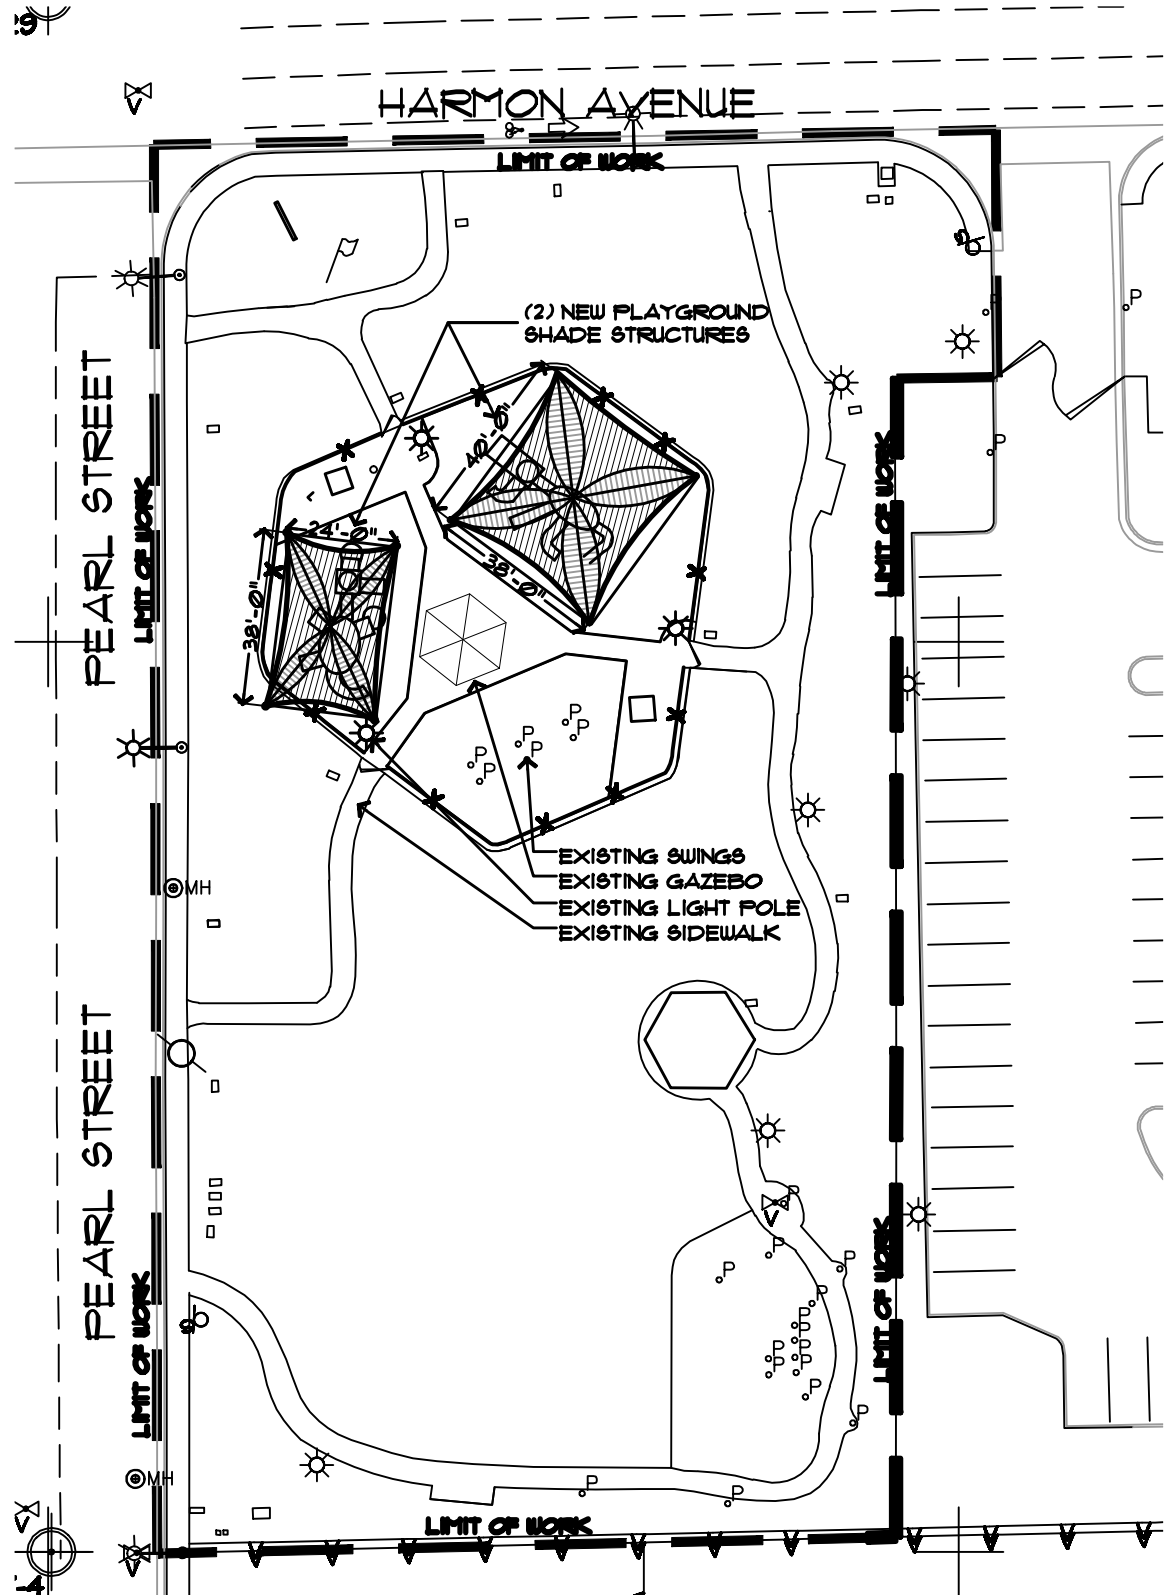 HARMON AVENUE
LIMIT OF WORK
V
P
(2) NEW PLAYGROUND
SHADE STRUCTURES
PEARL STREET
LIMIT OF WORK
LIMIT OF WORK
P
40'-0"
24'-0"
38'-0"
38'-0"
P
P
P
P
P
P
EXISTING SWINGS
EXISTING GAZEBO
EXISTING LIGHT POLE
EXISTING SIDEWALK
MH
PEARL STREET
LIMIT OF WORK
LIMIT OF WORK
P
V
P
P
P
P
P
P
P
P
P
P
P
P
MH
P
P
V
LIMIT OF WORK
V V V V V V V V V V V V
V